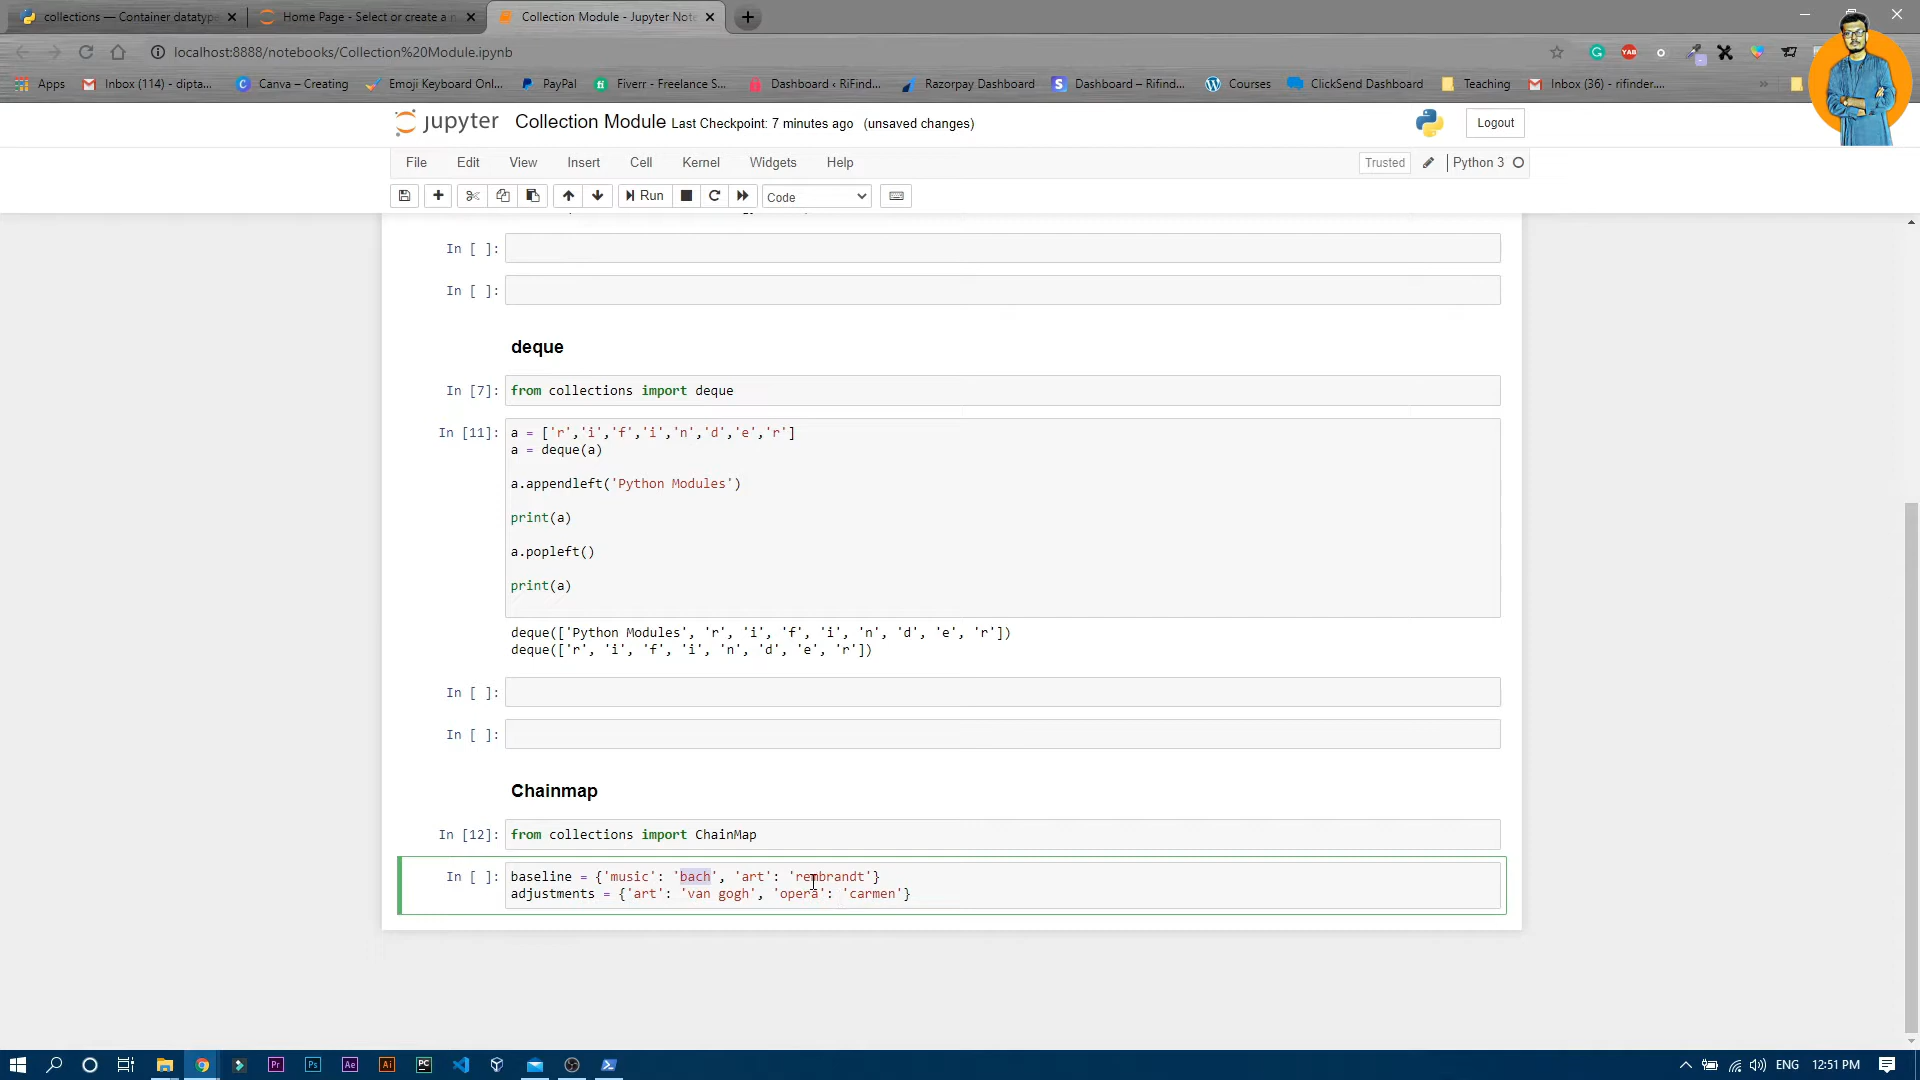 collections — Container datatype
Home Page - Select or create a n
Collection Module - Jupyter Note
localhost:8888/notebooks/Collection%20Module.ipynb
Apps
Inbox (114) - dipta...
Canva – Creating
Emoji Keyboard Onl...
PayPal
Fiverr - Freelance S...
Dashboard ‹ RiFind...
Razorpay Dashboard
Dashboard – Rifind...
Courses
ClickSend Dashboard
Teaching
Inbox (36) - rifinder....
jupyter Collection Module Last Checkpoint: 7 minutes ago (unsaved changes)
Logout
File Edit View Insert Cell Kernel Widgets Help
Trusted Python 3
Run Code
In [ ]:
In [ ]:
deque
In [7]: from collections import deque
In [11]: a = ['r','i','f','i','n','d','e','r']
a = deque(a)
a.appendleft('Python Modules')
print(a)
a.popleft()
print(a)
deque(['Python Modules', 'r', 'i', 'f', 'i', 'n', 'd', 'e', 'r'])
deque(['r', 'i', 'f', 'i', 'n', 'd', 'e', 'r'])
In [ ]:
In [ ]:
Chainmap
In [12]: from collections import ChainMap
In [ ]: baseline = {'music': 'bach', 'art': 'rembrandt'}
adjustments = {'art': 'van gogh', 'opera': 'carmen'}
ENG 12:51 PM